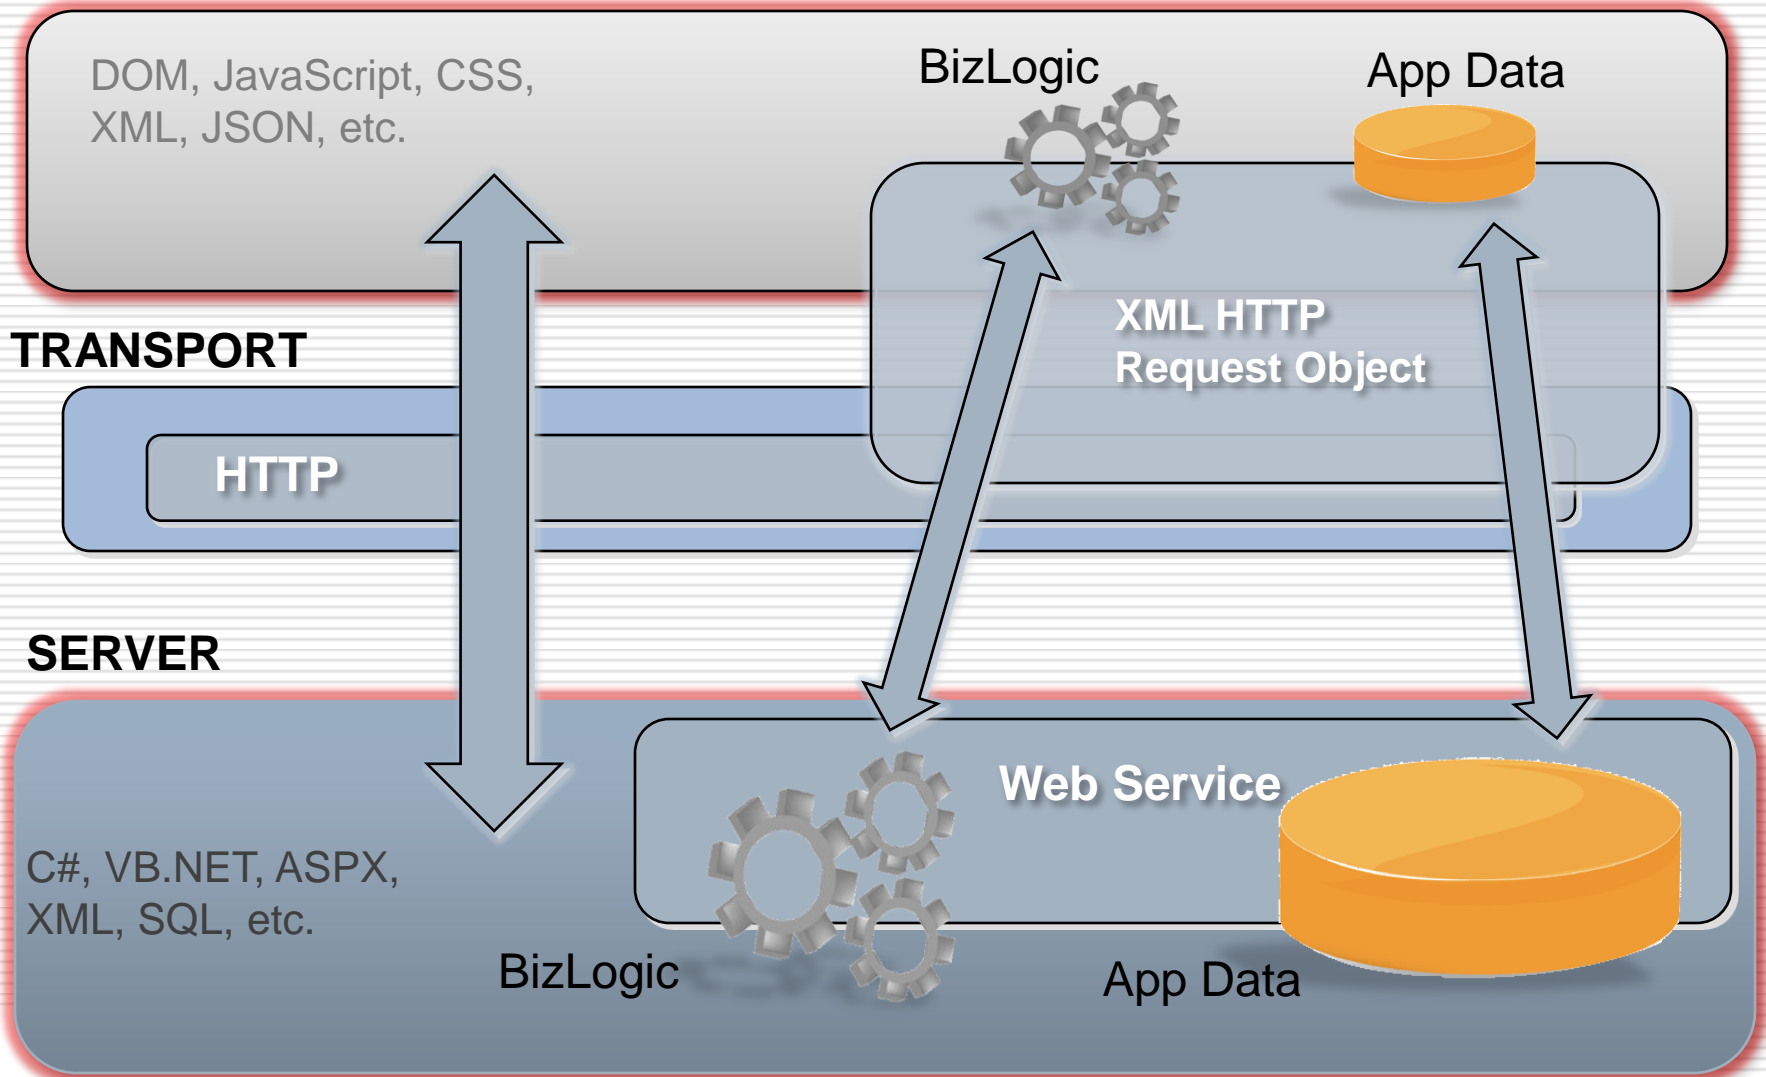 DOM, JavaScript, CSS,
XML, JSON, etc.
BizLogic
App Data
XML HTTP
Request Object
TRANSPORT
HTTP
SERVER
Web Service
C#, VB.NET, ASPX,
XML, SQL, etc.
BizLogic
App Data